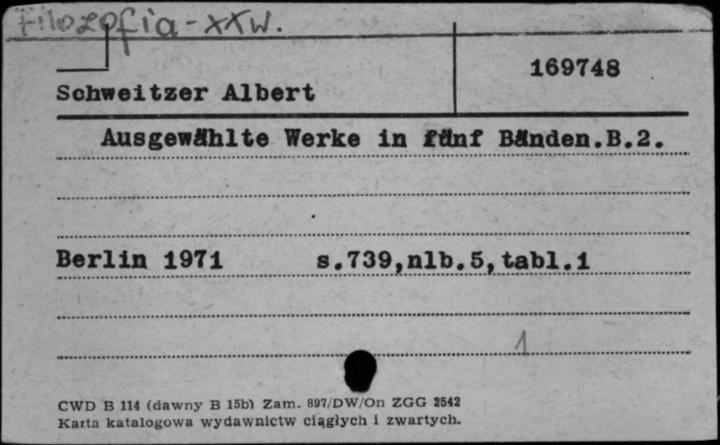 Filozofia - XX w.
169748
Schweitzer Albert
Ausgewählte Werke in fünf Bänden.B.2.
Berlin 1971 s.739,nlb.5,tabl.1
1
CWD B 114 (dawny B 15b) Zam. 897/DW/On ZGG 2542
Karta katalogowa wydawnictw ciągłych i zwartych.